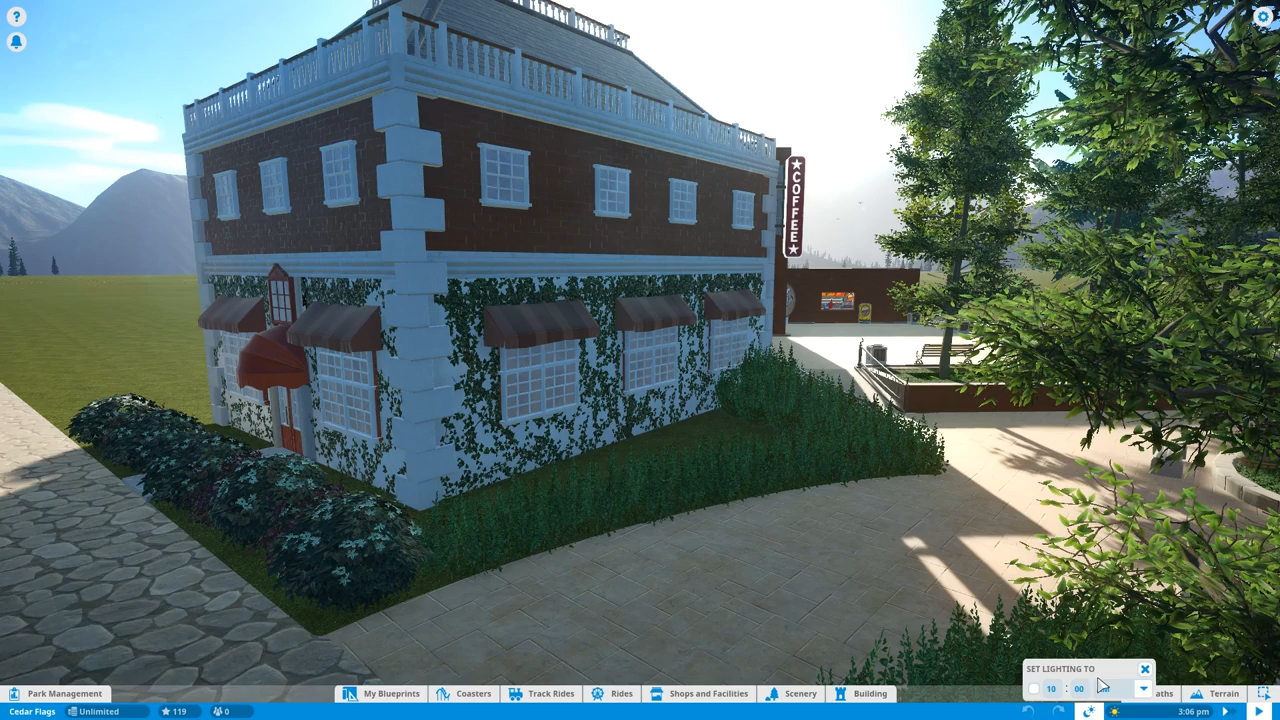 ?
★COFFEE★
SET LIGHTING TO
10 : 00
Park Management
My Blueprints
Coasters
Track Rides
Rides
Shops and Facilities
Scenery
Building
aths
Terrain
Cedar Flags
Unlimited
119
0
3:06 pm